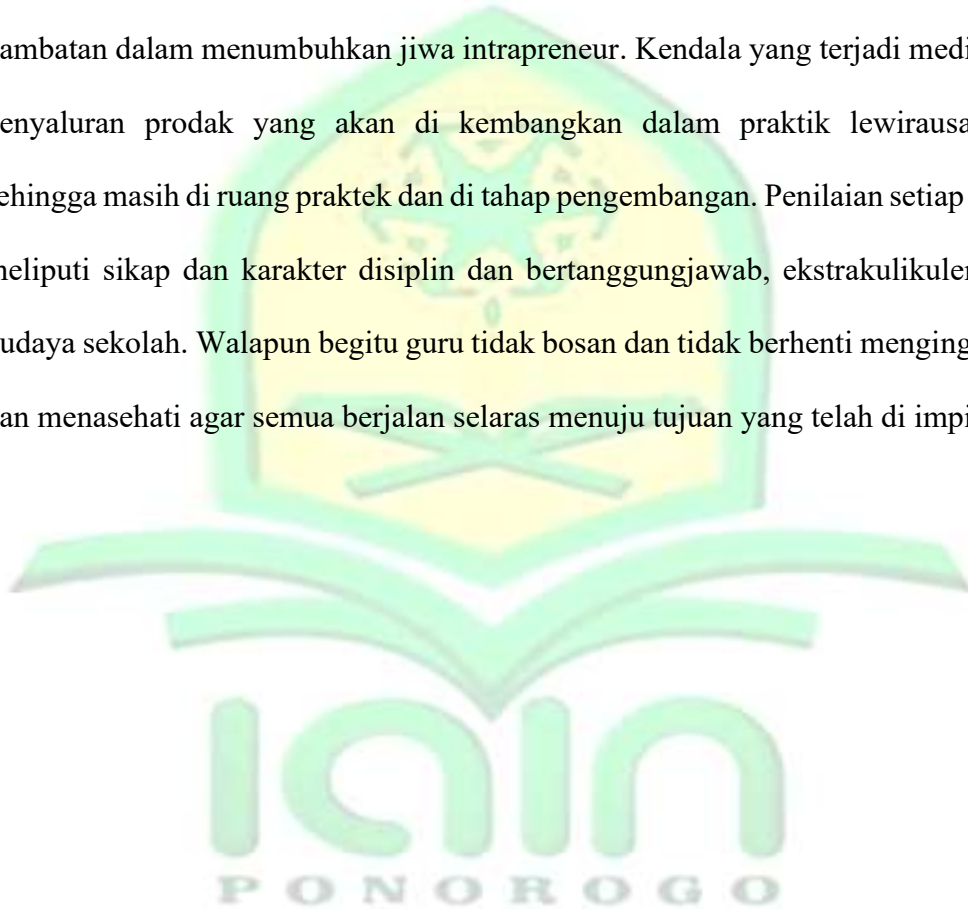 ambatan dalam menumbuhkan jiwa intrapreneur. Kendala yang terjadi medi
enyaluran prodak yang akan di kembangkan dalam praktik lewirausa
ehingga masih di ruang praktek dan di tahap pengembangan. Penilaian setiap
neliputi sikap dan karakter disiplin dan bertanggungjawab, ekstrakulikuler
udaya sekolah. Walapun begitu guru tidak bosan dan tidak berhenti menging
an menasehati agar semua berjalan selaras menuju tujuan yang telah di impi
iain
PONOROGO